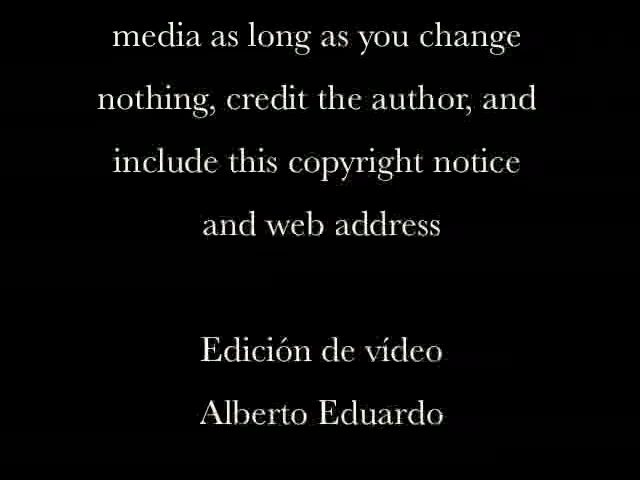 media as long as you change
nothing, credit the author, and
include this copyright notice
and web address
Edición de vídeo
Alberto Eduardo